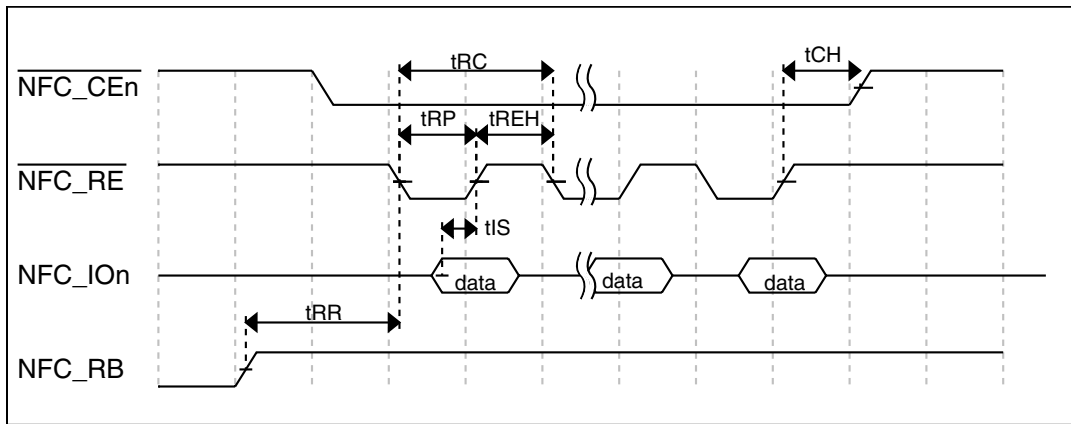 tRC
tCH
NFC_CEn
tRP
tREH
NFC_RE
tIS
NFC_IOn
data
data
data
tRR
NFC_RB